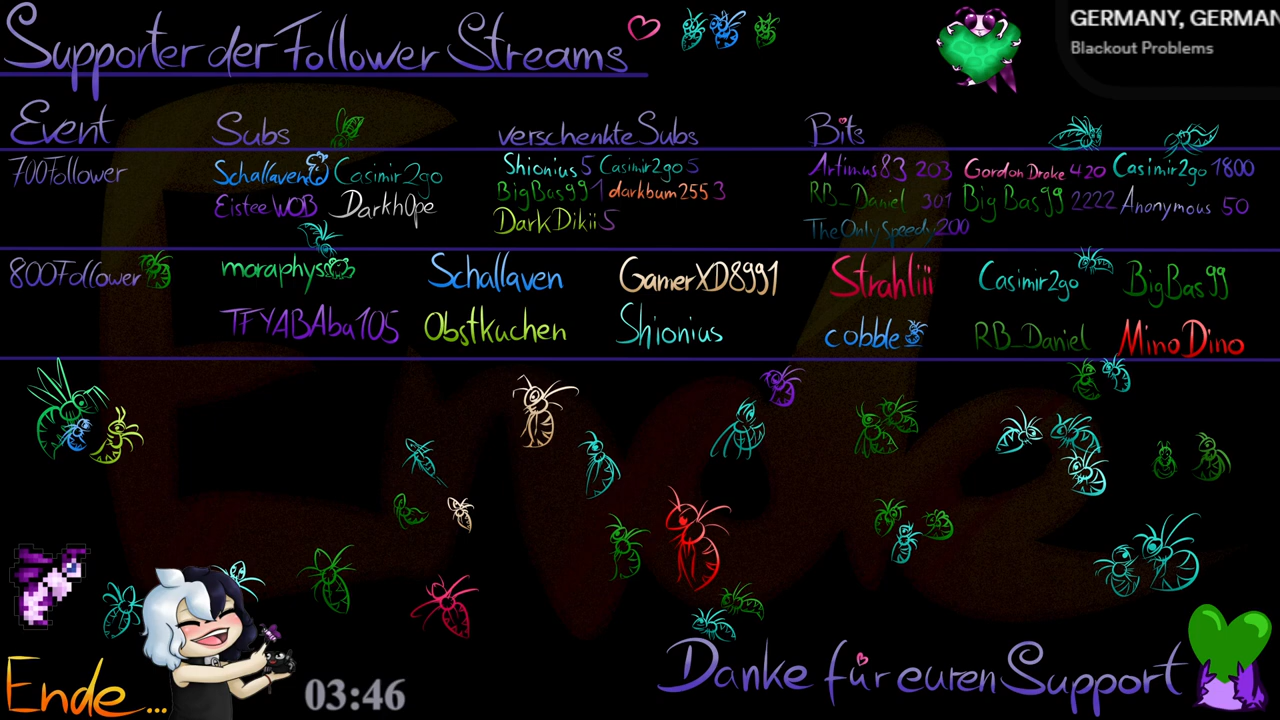 Supporter der Follower Streams
GERMANY, GERMAN
Blackout Problems
Event Subs verschenkte Subs Bits
700Follower Schallaven Casimir2go Shionius 5 Casimir2go 5 Artimus83 203 Gordon Drake 420 Casimir2go 1800
EisteeWOB Darkh0pe BigBas99 1 darkbum255 3 RB_Daniel 301 BigBas99 2222 Anonymous 50
DarkDikii 5 TheOnlySpeedy 200
800Follower moraphys Schallaven GamerXD8991 Strahliii Casimir2go BigBas99
TFYABAbu105 Obstkuchen Shionius cobble RB_Daniel MinoDino
Ende
Danke für euren Support
Ende...
03:46